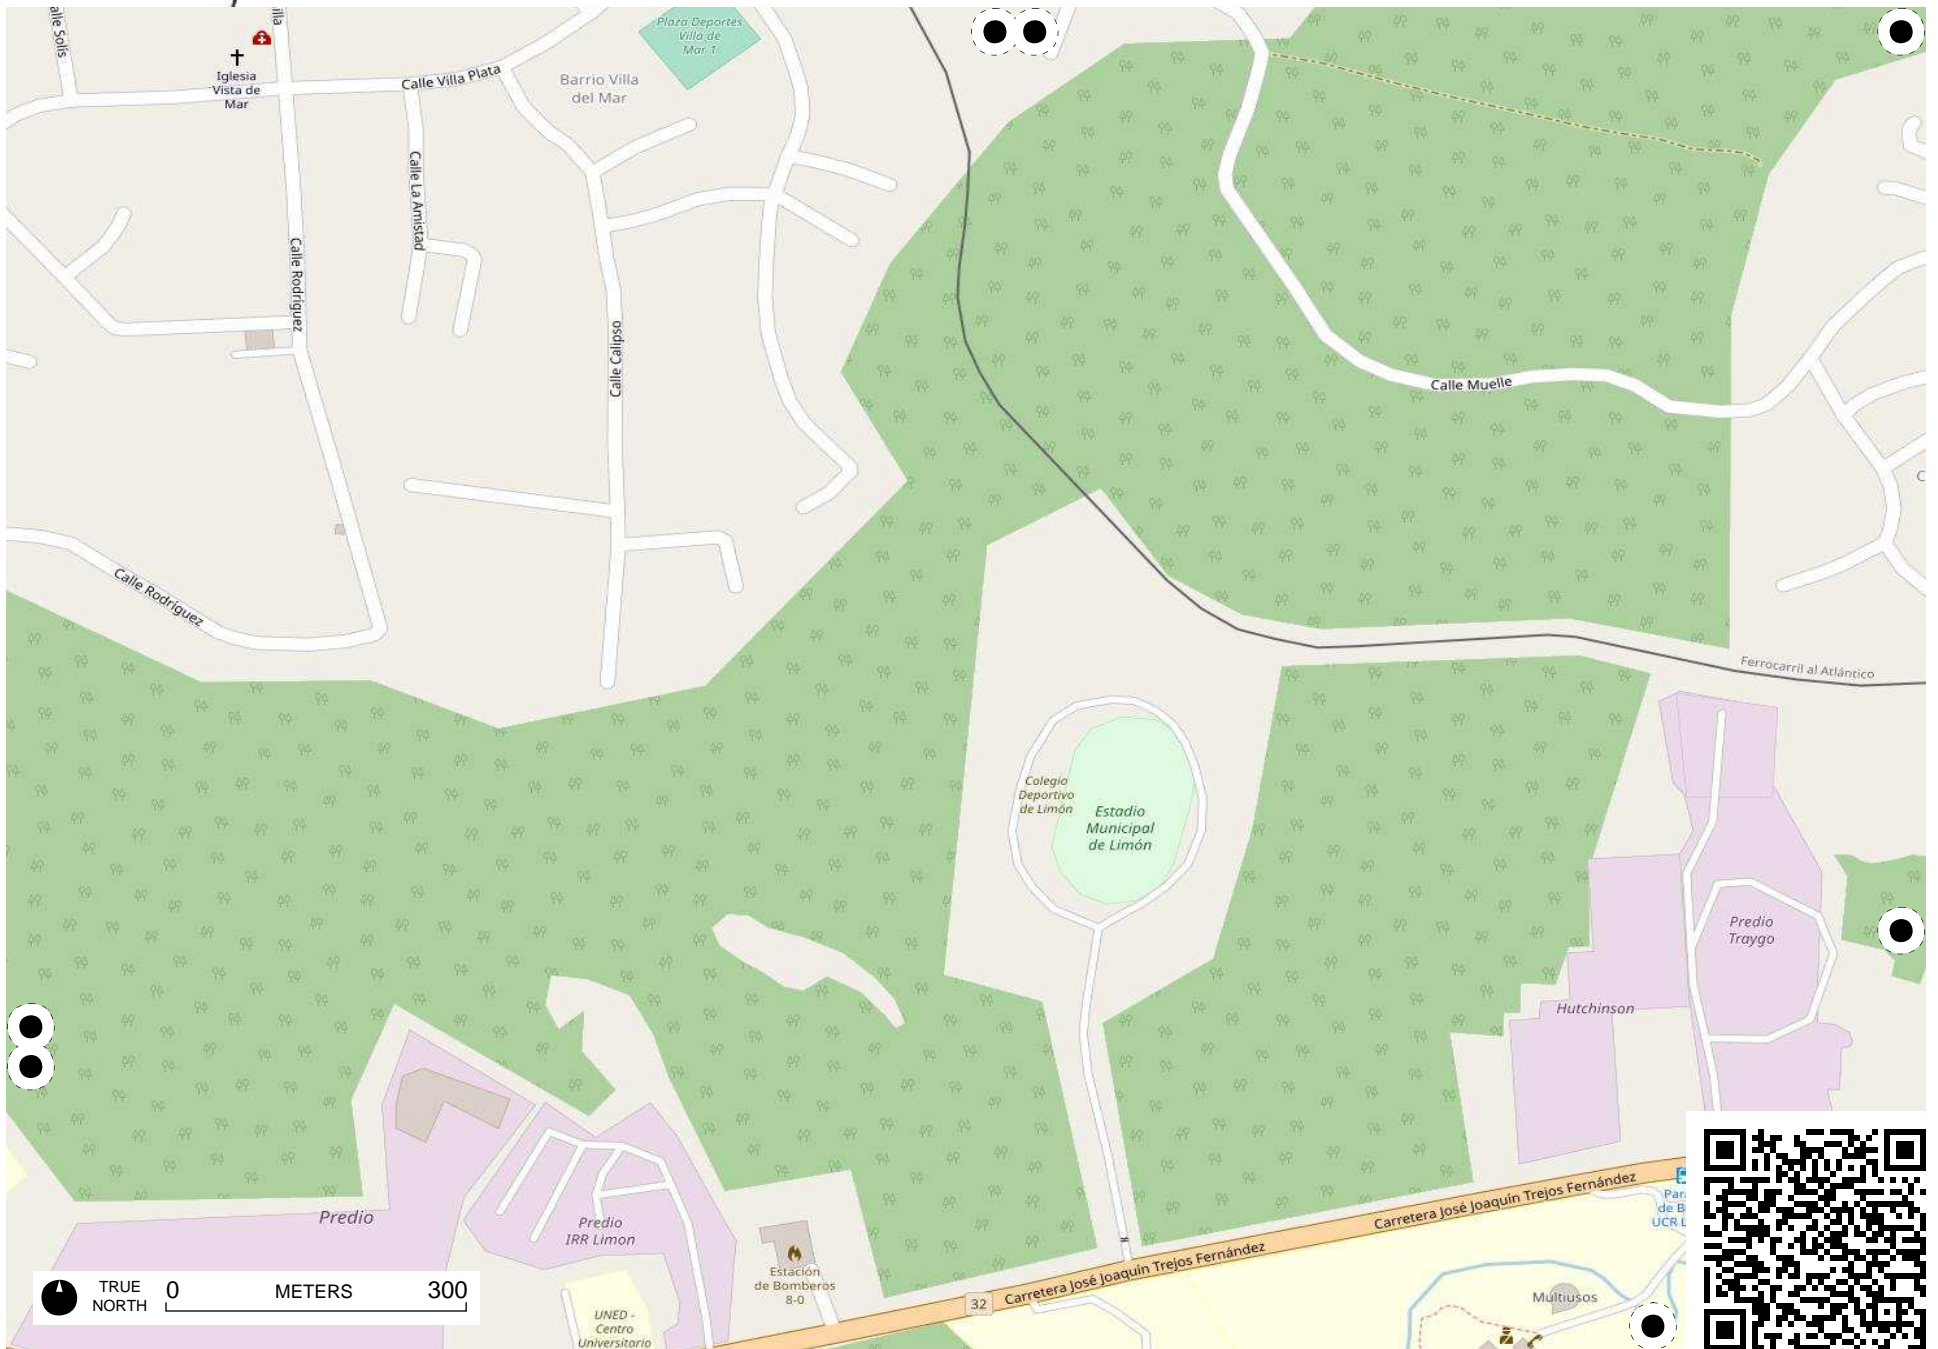 Plaza Deportes
Villa de
Mar 1
Iglesia
Vista de
Mar
Calle Villa Plata
Barrio Villa
del Mar
Calle La Amistad
Calle Rodríguez
Calle Calipso
Calle Muelle
Calle Rodríguez
Ferrocarril al Atlántico
Colegio
Deportivo
de Limón
Estadio
Municipal
de Limón
Predio
Traygo
Hutchinson
Predio
Predio
IRR Limon
Estación
de Bomberos
8-0
Carretera José Joaquín Trejos Fernández
Carretera José Joaquín Trejos Fernández
32
UNED -
Centro
Universitario
Multiusos
TRUE
NORTH
0 METERS 300